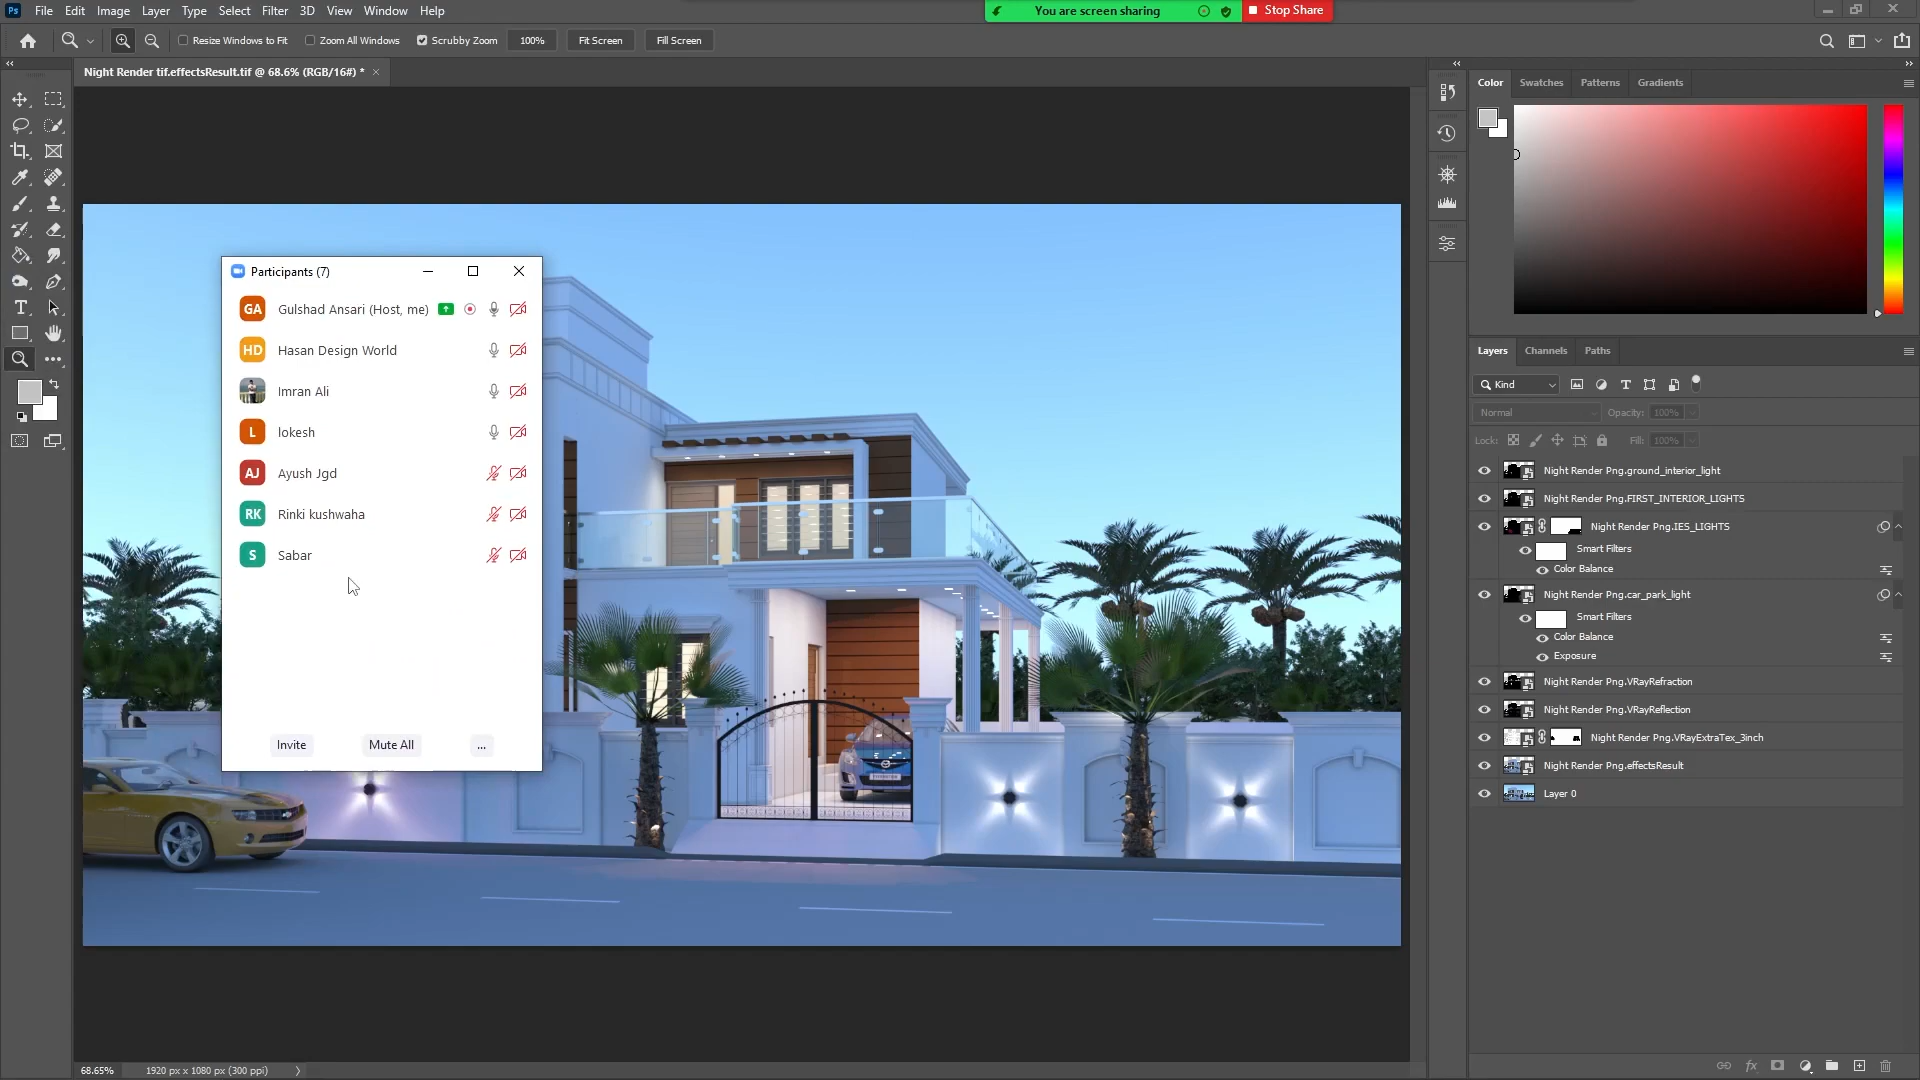 Ps File Edit Image Layer Type Select Filter 3D View Window Help
You are screen sharing
Stop Share
Resize Windows to Fit
Zoom All Windows
Scrubby Zoom
100%
Fit Screen
Fill Screen
Night Render tif.effectsResult.tif @ 68.6% (RGB/16#) *
Color Swatches Patterns Gradients
Participants (7)
GA Gulshad Ansari (Host, me)
HD Hasan Design World
Imran Ali
L lokesh
AJ Ayush Jgd
RK Rinki kushwaha
S Sabar
Invite
Mute All
...
Layers Channels Paths
Kind
Normal
Opacity: 100%
Lock:
Fill: 100%
Night Render Png.ground_interior_light
Night Render Png.FIRST_INTERIOR_LIGHTS
Night Render Png.IES_LIGHTS
Smart Filters
Color Balance
Night Render Png.car_park_light
Smart Filters
Color Balance
Exposure
Night Render Png.VRayRefraction
Night Render Png.VRayReflection
Night Render Png.VRayExtraTex_3inch
Night Render Png.effectsResult
Layer 0
68.65%
1920 px x 1080 px (300 ppi)